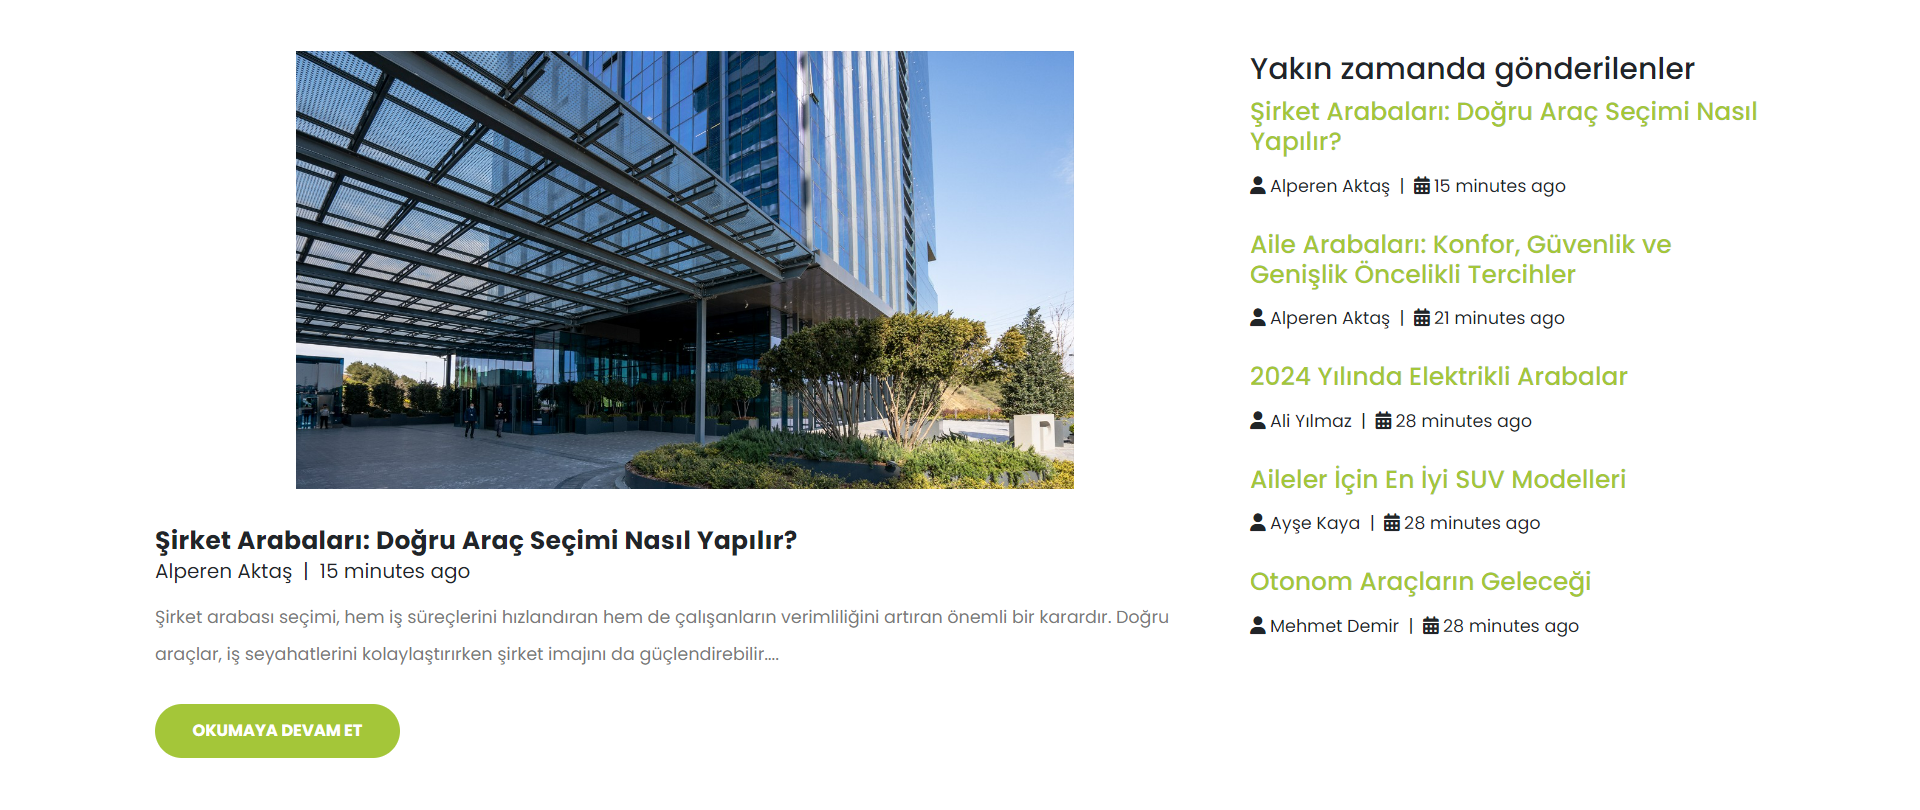 Şirket Arabaları: Doğru Araç Seçimi Nasıl Yapılır?
Alperen Aktaş | 15 minutes ago
Şirket arabası seçimi, hem iş süreçlerini hızlandıran hem de çalışanların verimliliğini artıran önemli bir karardır. Doğru
araçlar, iş seyahatlerini kolaylaştırırken şirket imajını da güçlendirebilir....
OKUMAYA DEVAM ET
Yakın zamanda gönderilenler
Şirket Arabaları: Doğru Araç Seçimi Nasıl
Yapılır?
Alperen Aktaş | 15 minutes ago
Aile Arabaları: Konfor, Güvenlik ve
Genişlik Öncelikli Tercihler
Alperen Aktaş | 21 minutes ago
2024 Yılında Elektrikli Arabalar
Ali Yılmaz | 28 minutes ago
Aileler İçin En İyi SUV Modelleri
Ayşe Kaya | 28 minutes ago
Otonom Araçların Geleceği
Mehmet Demir | 28 minutes ago